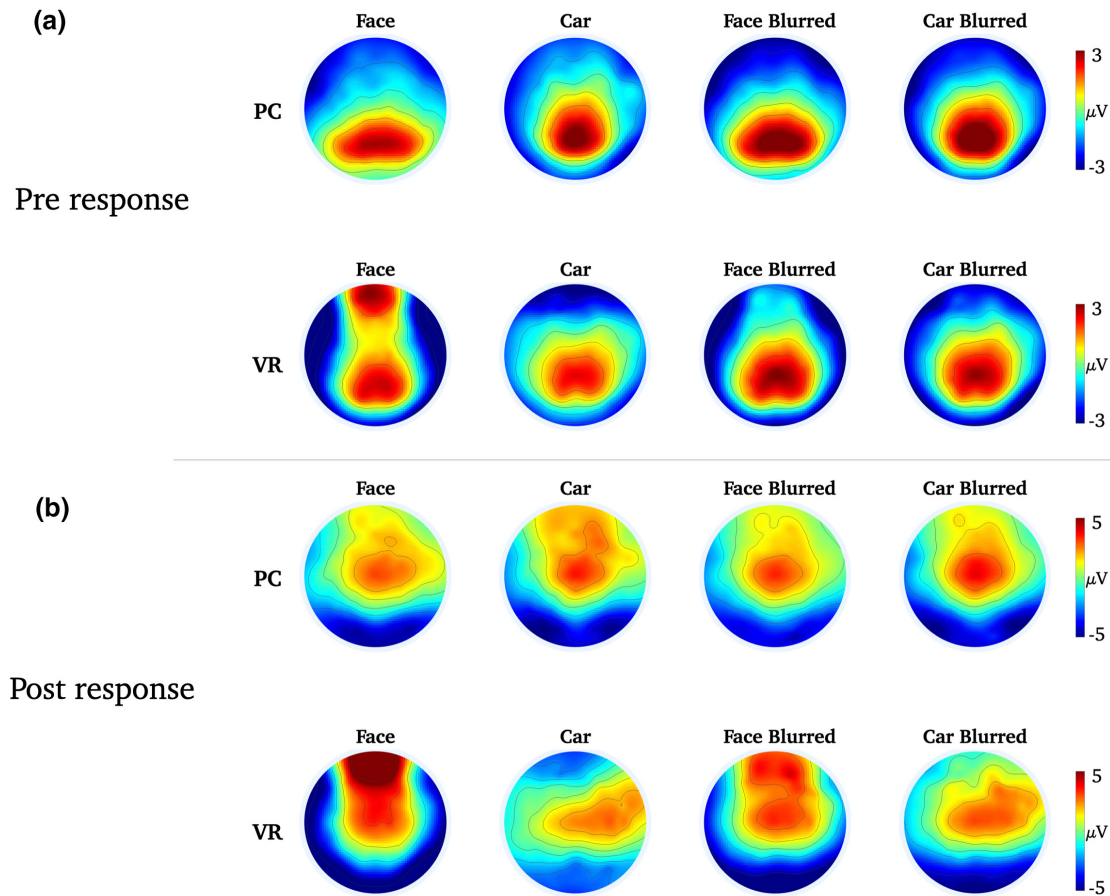 (a)
Face Car Face Blurred Car Blurred
PC
3
μV
-3
Pre response
Face Car Face Blurred Car Blurred
VR
3
μV
-3
(b)
Face Car Face Blurred Car Blurred
PC
5
μV
-5
Post response
Face Car Face Blurred Car Blurred
VR
5
μV
-5